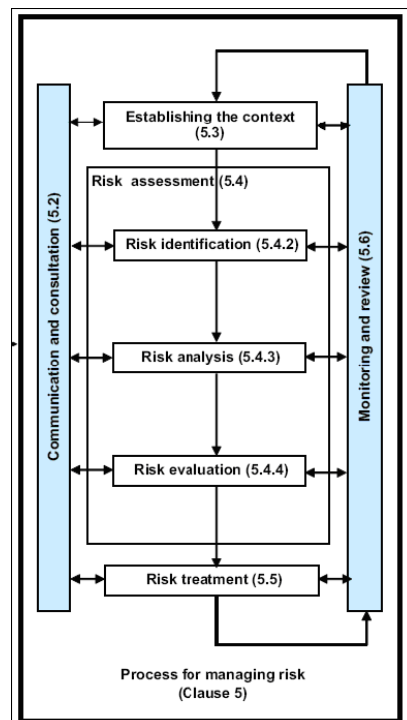 Establishing the context
(5.3)
Risk assessment (5.4)
Risk identification (5.4.2)
Risk analysis (5.4.3)
Risk evaluation (5.4.4)
Risk treatment (5.5)
Communication and consultation (5.2)
Monitoring and review (5.6)
Process for managing risk
(Clause 5)